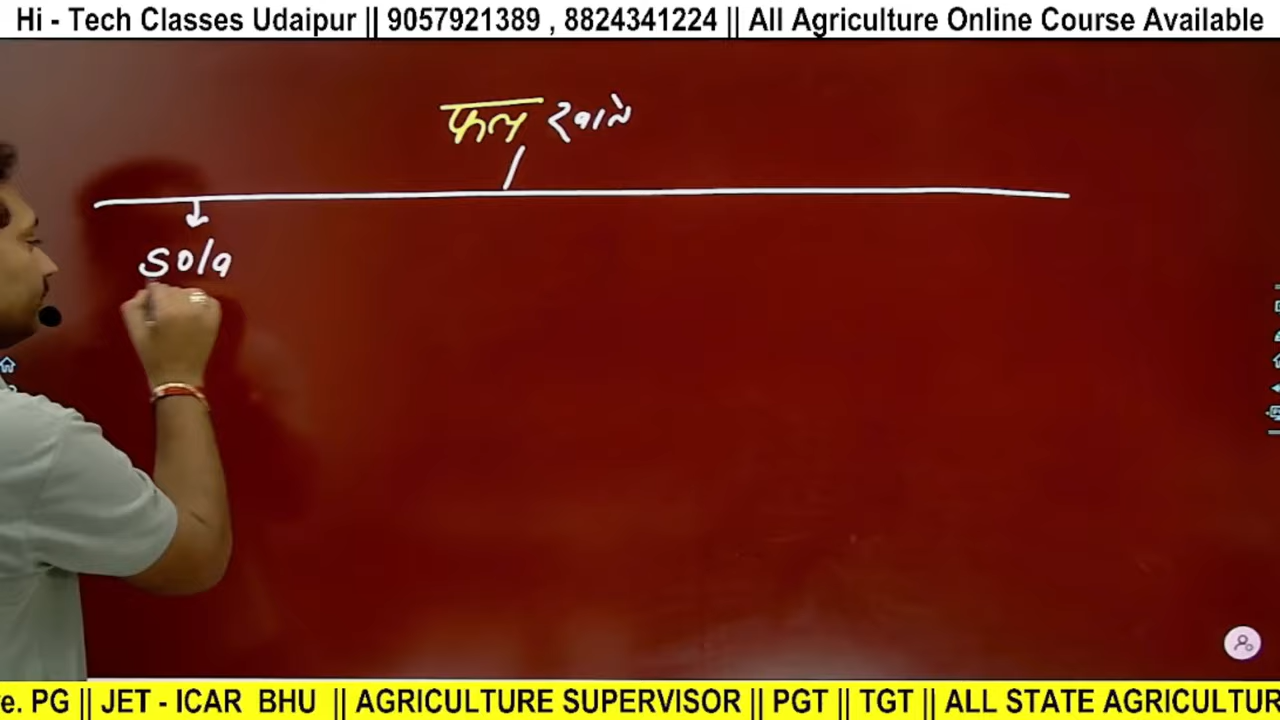 Hi - Tech Classes Udaipur || 9057921389 , 8824341224 || All Agriculture Online Course Available
फल खाने
Sola
e. PG || JET - ICAR BHU || AGRICULTURE SUPERVISOR || PGT || TGT || ALL STATE AGRICULTUR